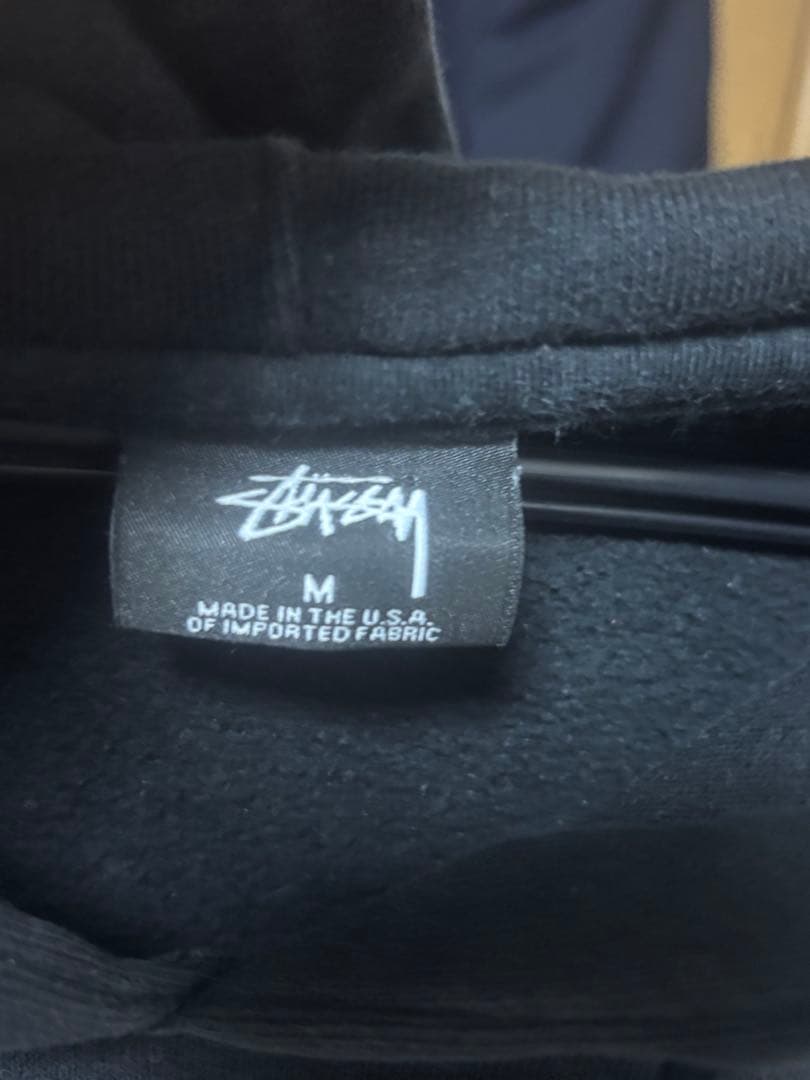 Stüssy
M
MADE IN THE U.S.A.
OF IMPORTED FABRIC